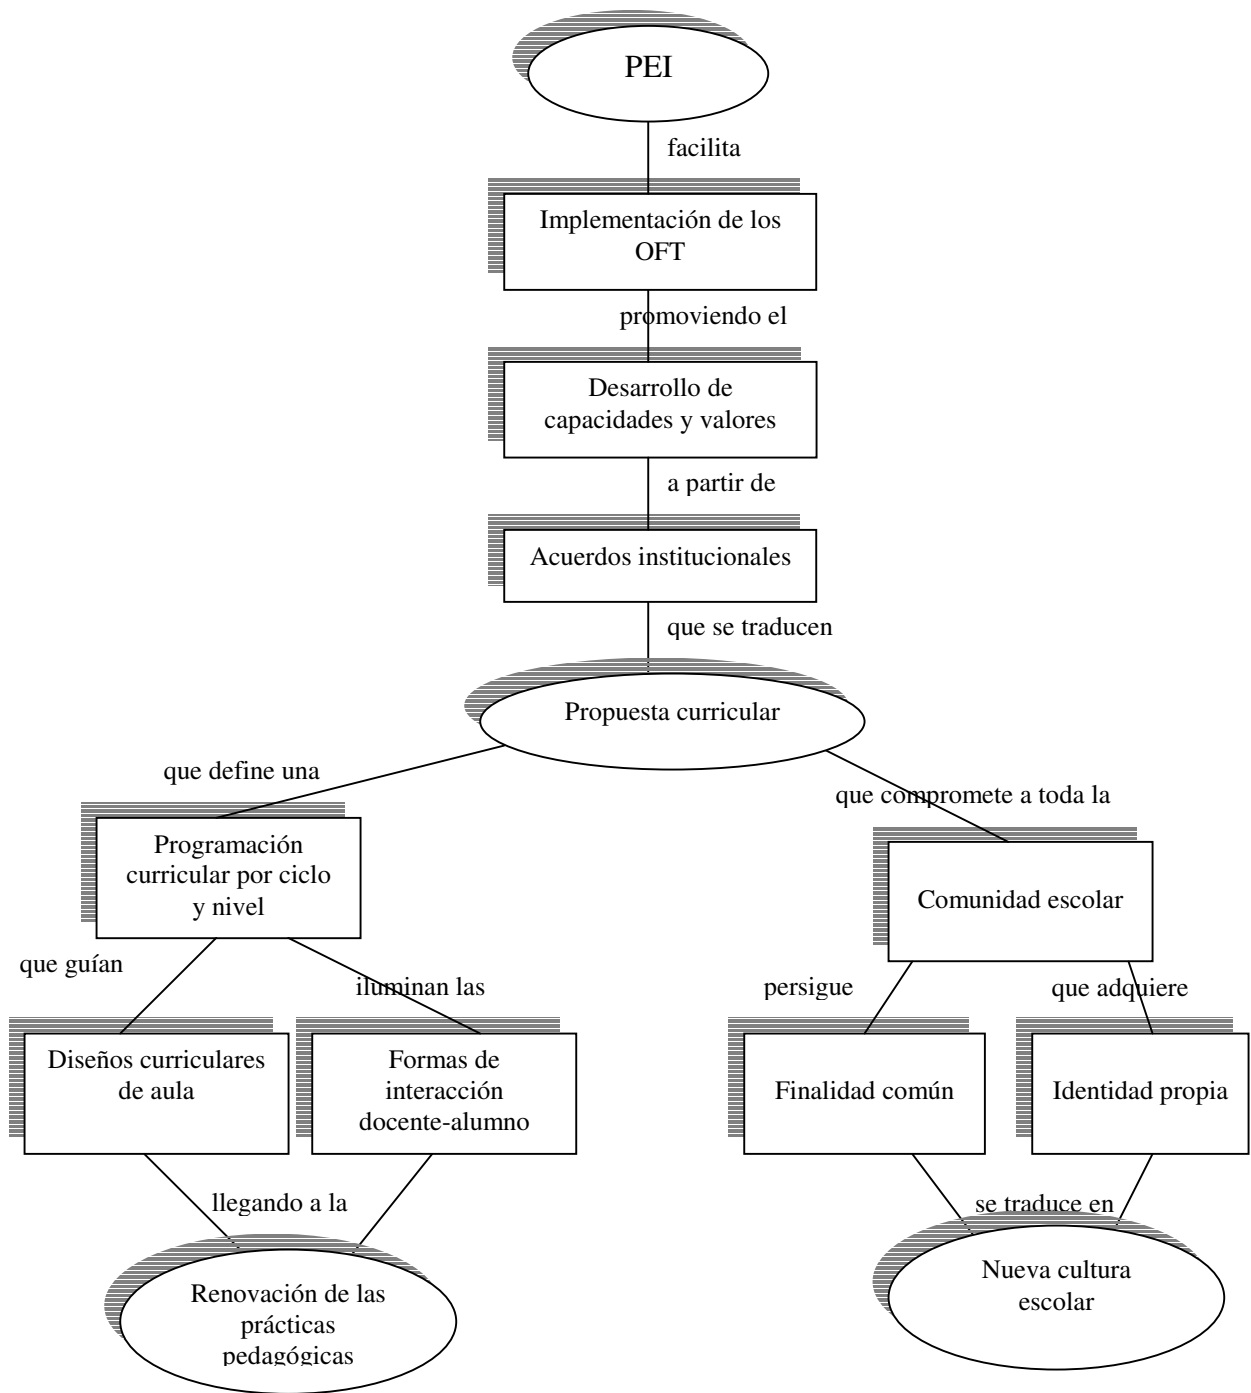 PEI
facilita
Implementación de los
OFT
promoviendo el
Desarrollo de
capacidades y valores
a partir de
Acuerdos institucionales
que se traducen
Propuesta curricular
que define una
que compromete a toda la
Programación
curricular por ciclo
y nivel
Comunidad escolar
que guían
iluminan las
persigue
que adquiere
Diseños curriculares
de aula
Formas de
interacción
docente-alumno
Finalidad común
Identidad propia
llegando a la
se traduce en
Renovación de las
prácticas
pedagógicas
Nueva cultura
escolar